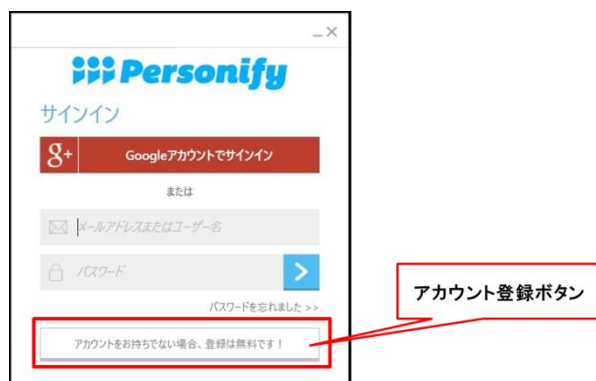 Personify
サインイン
g+ Googleアカウントでサインイン
または
メールアドレスまたはユーザー名
パスワード
パスワードを忘れました >>
アカウントをお持ちでない場合、登録は無料です！
アカウント登録ボタン